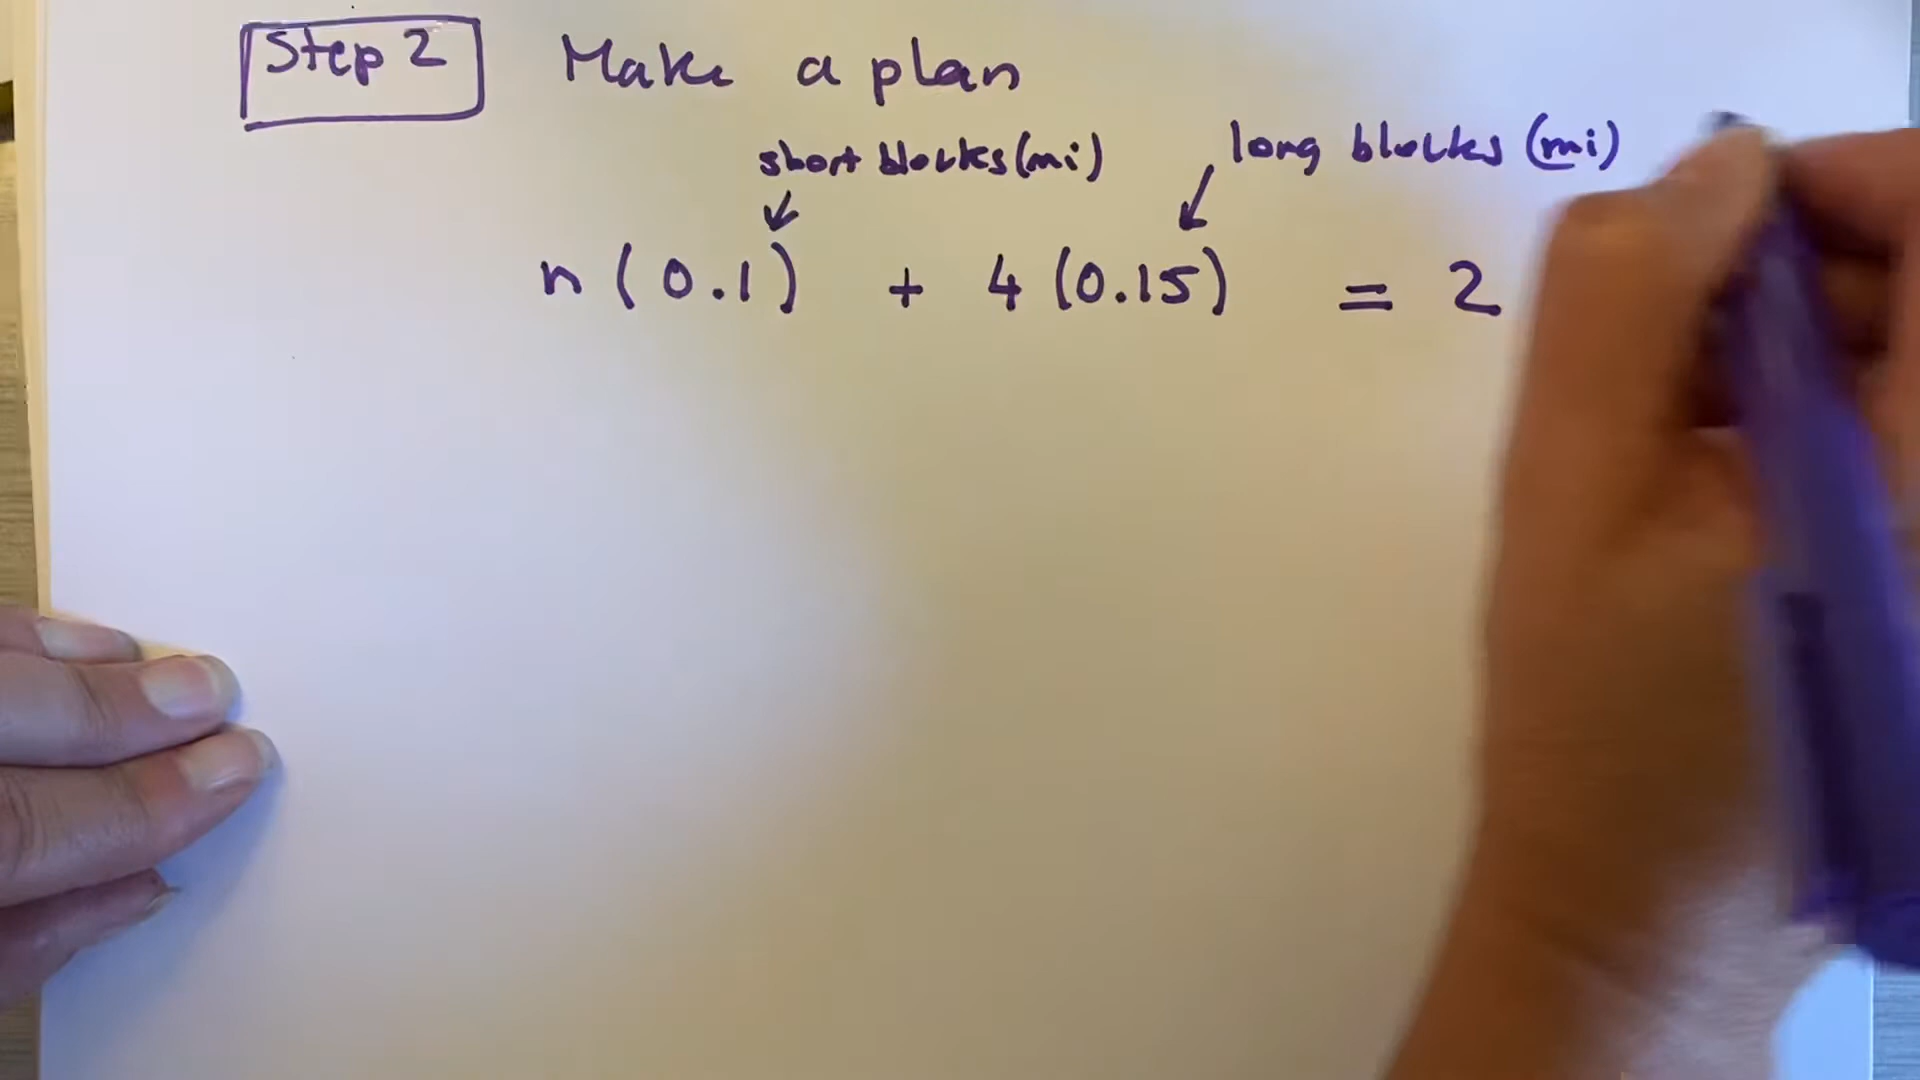 Step 2 Make a plan
short blocks (mi) long blocks (mi)
n ( 0.1 ) + 4 (0.15) = 2